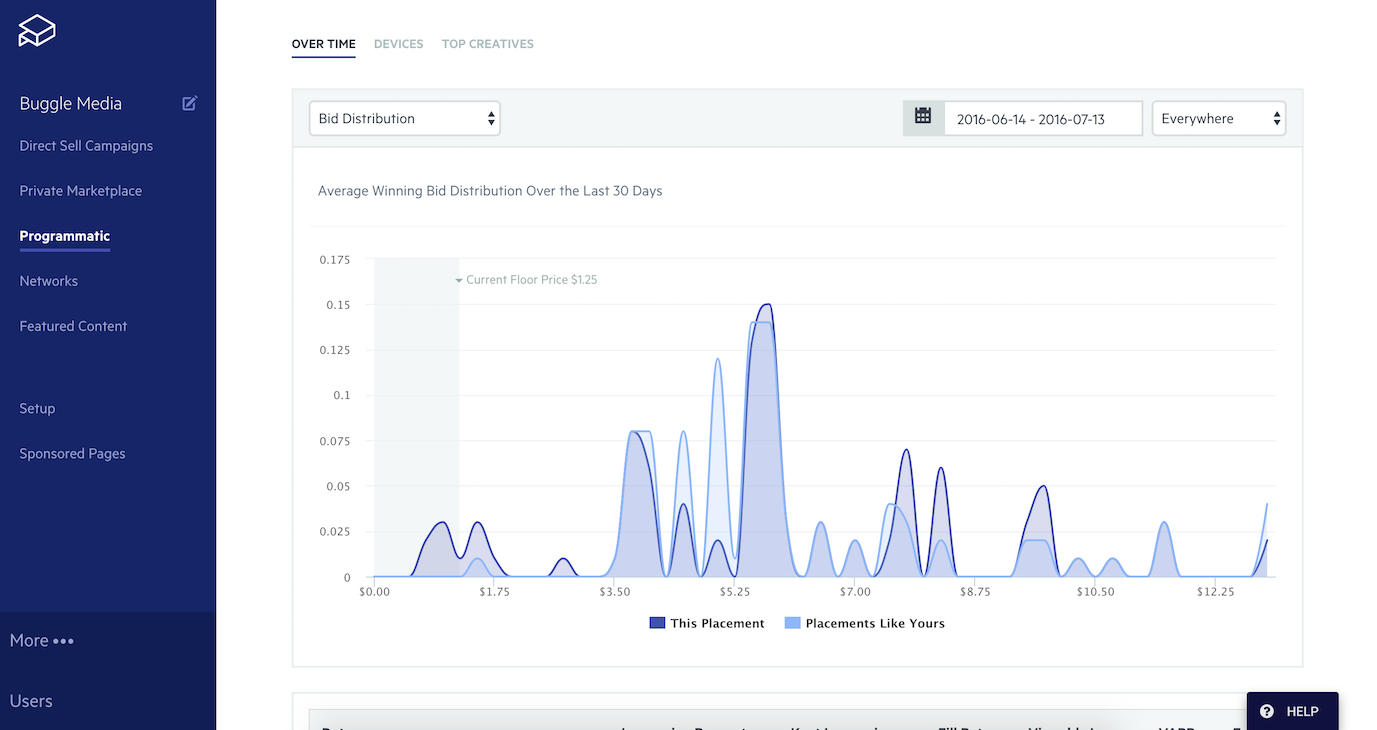 OVER TIME DEVICES TOP CREATIVES
Buggle Media
Direct Sell Campaigns
Private Marketplace
Programmatic
Networks
Featured Content
Setup
Sponsored Pages
More •••
Users
Bid Distribution 2016-06-14 - 2016-07-13 Everywhere
Average Winning Bid Distribution Over the Last 30 Days
Current Floor Price $1.25
0.175
0.15
0.125
0.1
0.075
0.05
0.025
0
$0.00 $1.75 $3.50 $5.25 $7.00 $8.75 $10.50 $12.25
This Placement Placements Like Yours
HELP